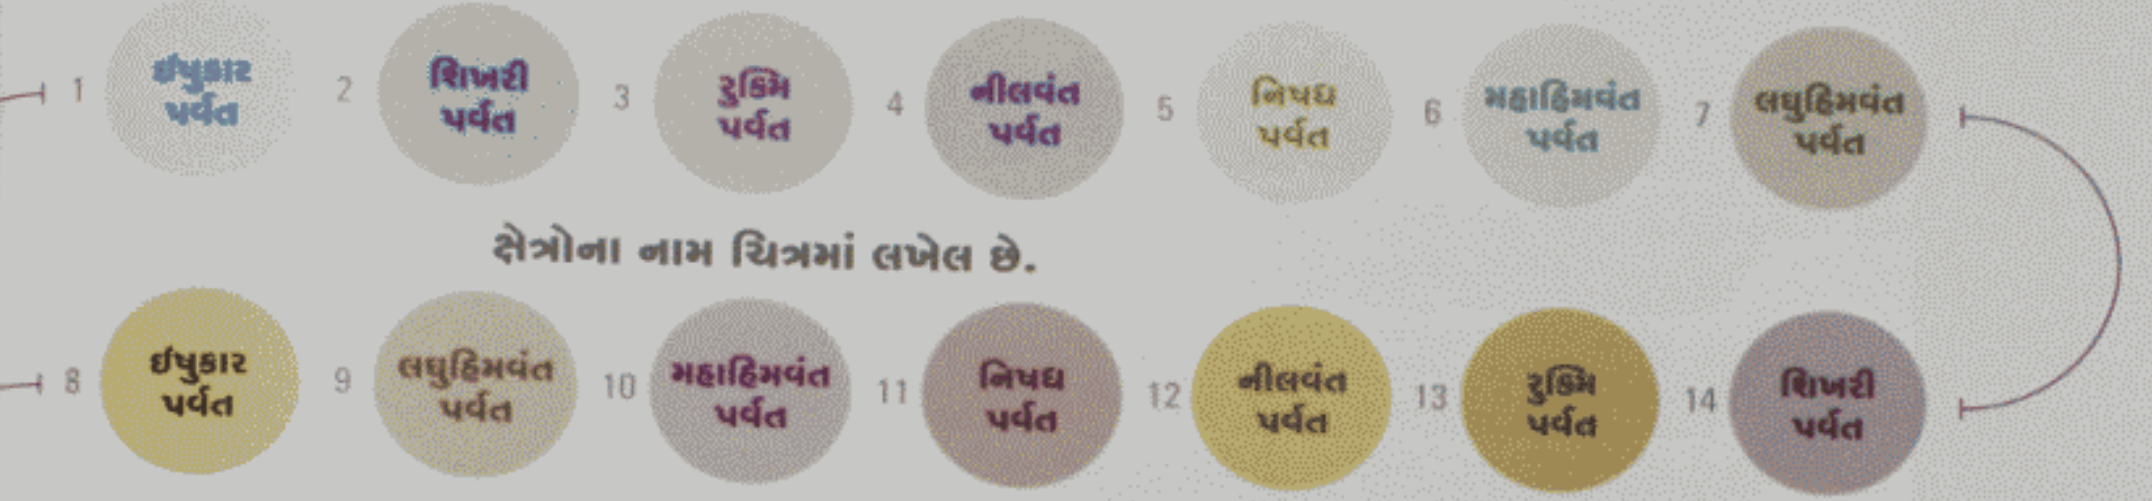 1 ઈષુકાર પર્વત
2 શિખરી પર્વત
3 રુક્મિ પર્વત
4 નીલવંત પર્વત
5 નિષધ પર્વત
6 મહાહિમવંત પર્વત
7 લઘુહિમવંત પર્વત
ક્ષેત્રોના નામ ચિત્રમાં લખેલ છે.
8 ઈષુકાર પર્વત
9 લઘુહિમવંત પર્વત
10 મહાહિમવંત પર્વત
11 નિષધ પર્વત
12 નીલવંત પર્વત
13 રુક્મિ પર્વત
14 શિખરી પર્વત